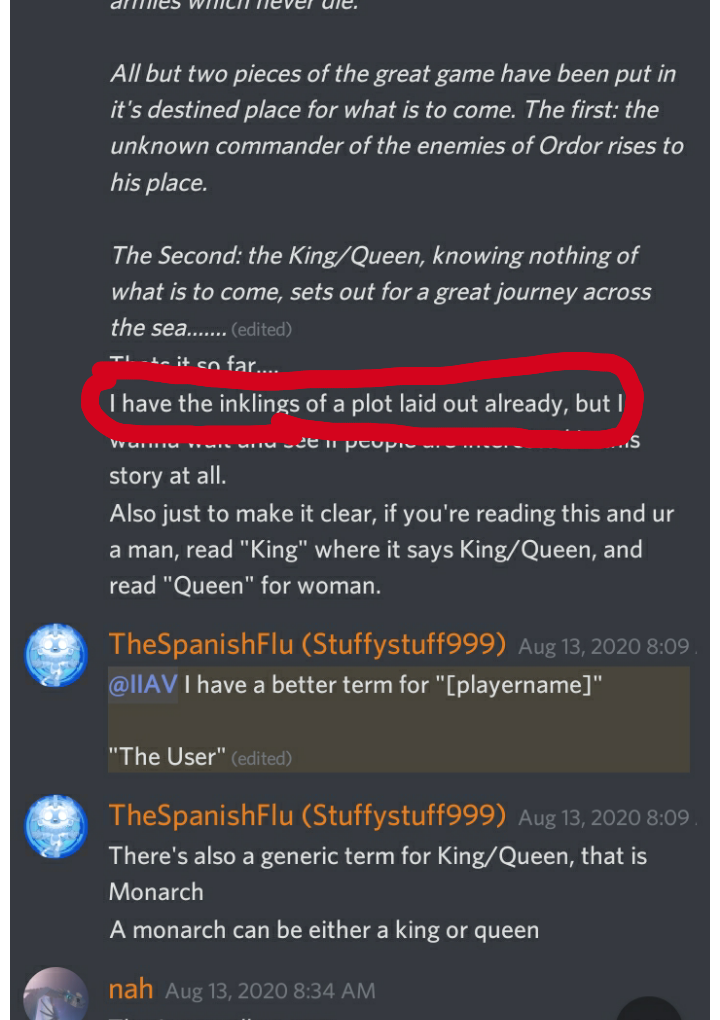 armies which never die.
All but two pieces of the great game have been put in
it's destined place for what is to come. The first: the
unknown commander of the enemies of Ordor rises to
his place.
The Second: the King/Queen, knowing nothing of
what is to come, sets out for a great journey across
the sea....... (edited)
Thats it so far....
I have the inklings of a plot laid out already, but I
wanna wait and see if people are
story at all.
Also just to make it clear, if you're reading this and ur
a man, read "King" where it says King/Queen, and
read "Queen" for woman.
TheSpanishFlu (Stuffystuff999) Aug 13, 2020 8:09
@IIAV I have a better term for "[playername]"
"The User" (edited)
TheSpanishFlu (Stuffystuff999) Aug 13, 2020 8:09
There's also a generic term for King/Queen, that is
Monarch
A monarch can be either a king or queen
nah Aug 13, 2020 8:34 AM